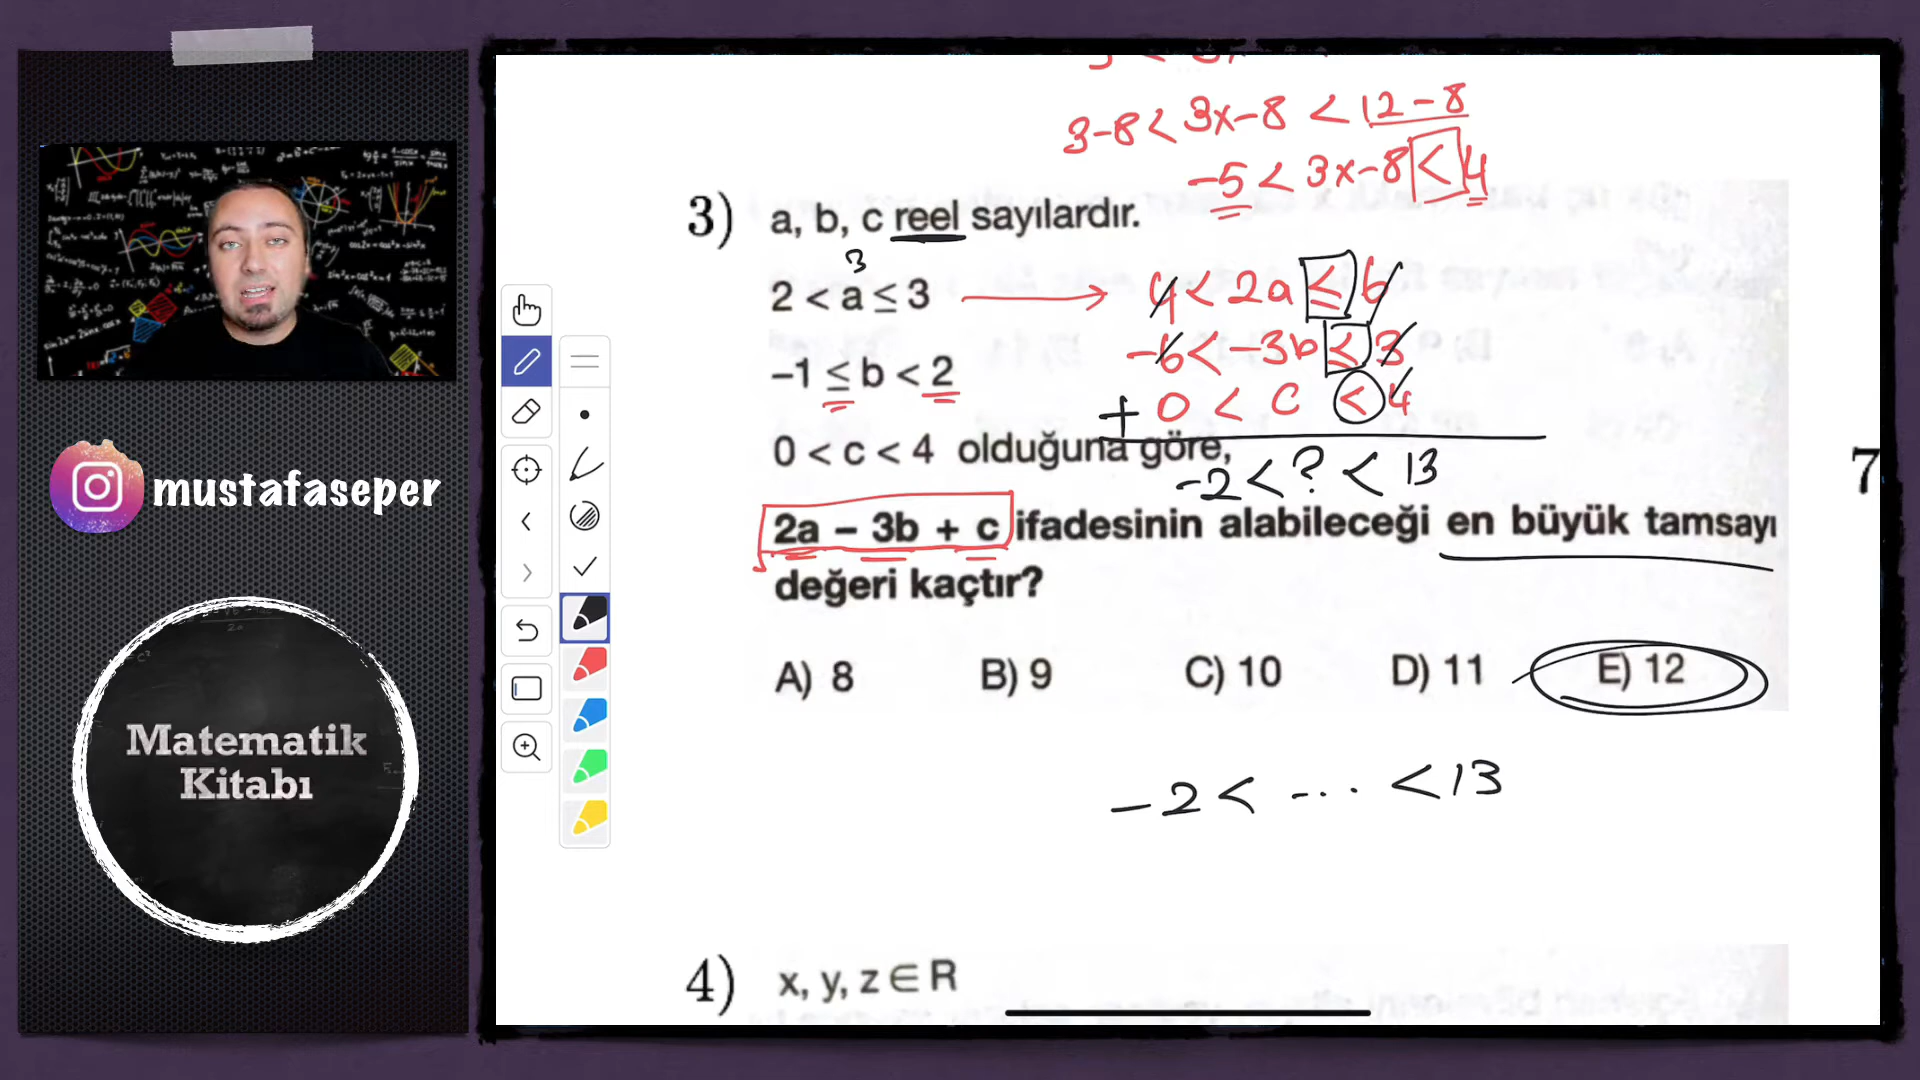 3-8 < 3x-8 < 12-8
-5 < 3x-8 < 4
3) a, b, c reel sayılardır.
3
2 < a ≤ 3 → 4 < 2a ≤ 6
-1 ≤ b < 2 -6 < -3b ≤ 3
+ 0 < c < 4
0 < c < 4 olduğuna göre,
-2 < ? < 13
2a - 3b + c ifadesinin alabileceği en büyük tamsayı
değeri kaçtır?
A) 8 B) 9 C) 10 D) 11 E) 12
-2 < ... < 13
4) x, y, z ∈ R
7
mustafaseper
Matematik
Kitabı